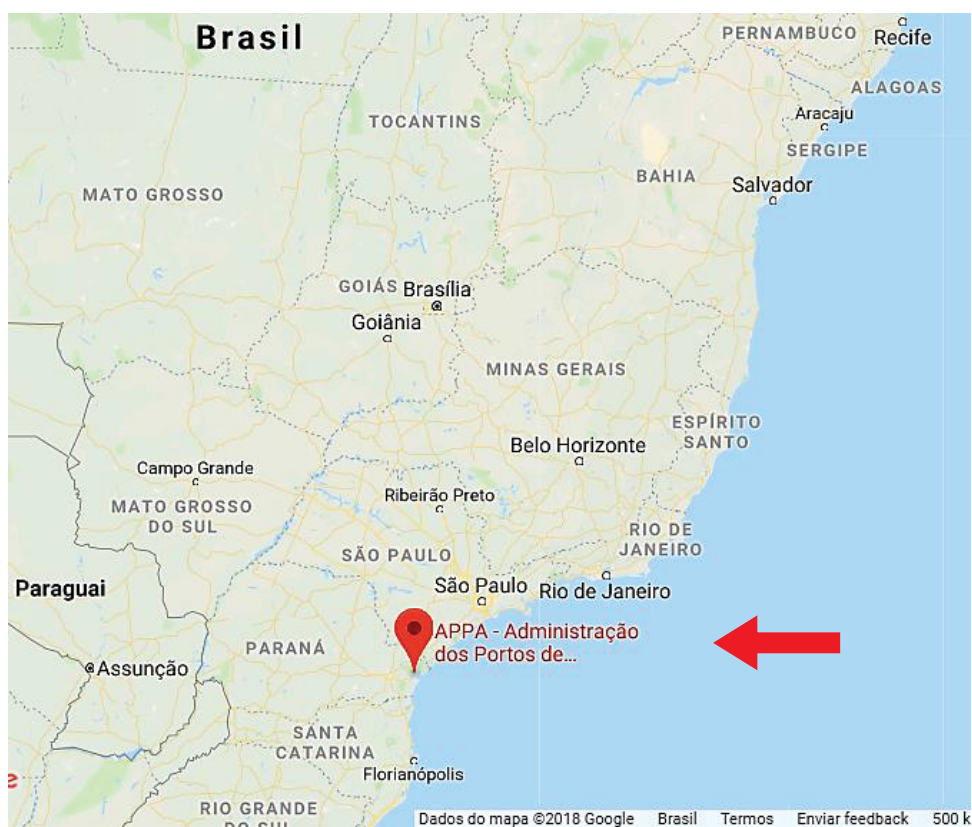 Brasil
PERNAMBUCO
Recife
ALAGOAS
TOCANTINS
Aracaju
SERGIPE
MATO GROSSO
BAHIA
Salvador
GOIÁS
Brasília
Goiânia
MINAS GERAIS
ESPÍRITO
SANTO
Belo Horizonte
Campo Grande
Ribeirão Preto
MATO GROSSO
DO SUL
RIO DE
JANEIRO
SÃO PAULO
Paraguai
São Paulo
Rio de Janeiro
APPA - Administração
dos Portos de...
PARANÁ
Assunção
SANTA
CATARINA
Florianópolis
e
RIO GRANDE
DO SUL
Dados do mapa ©2018 Google Brasil Termos Enviar feedback 500 k